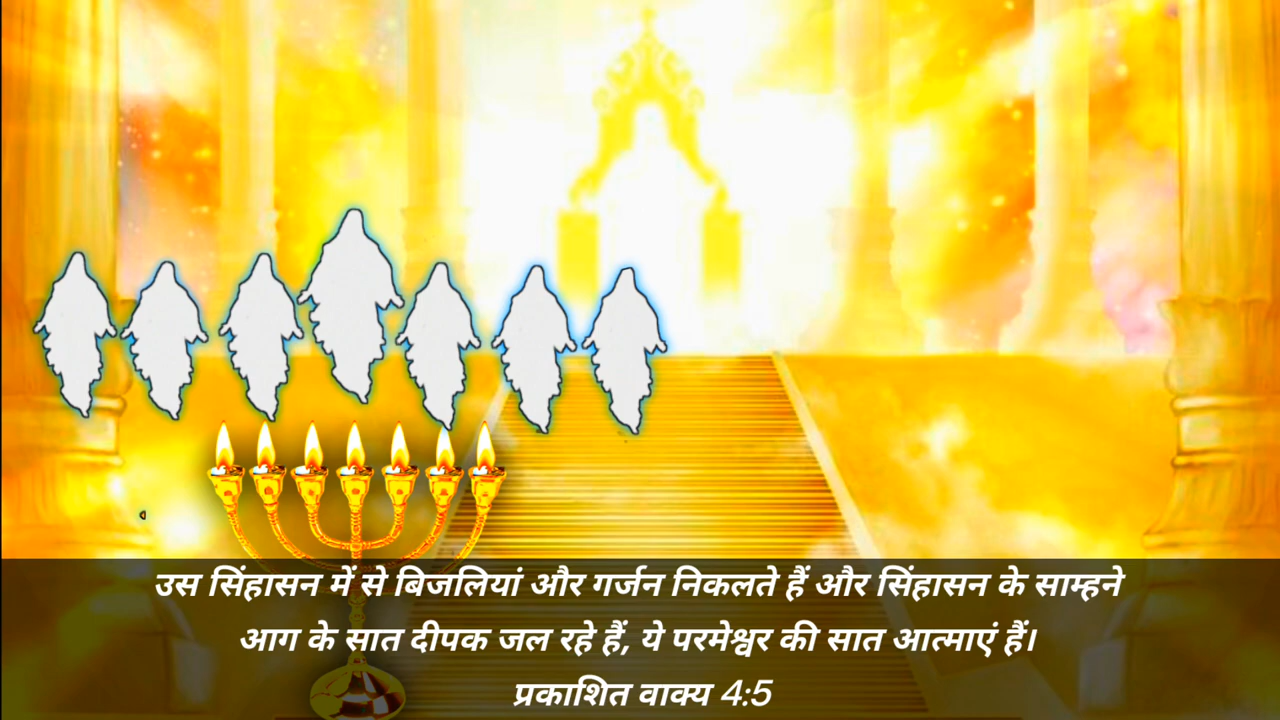 उस सिंहासन में से बिजलियां और गर्जन निकलते हैं और सिंहासन के साम्हने
आग के सात दीपक जल रहे हैं, ये परमेश्वर की सात आत्माएं हैं।
प्रकाशित वाक्य 4:5